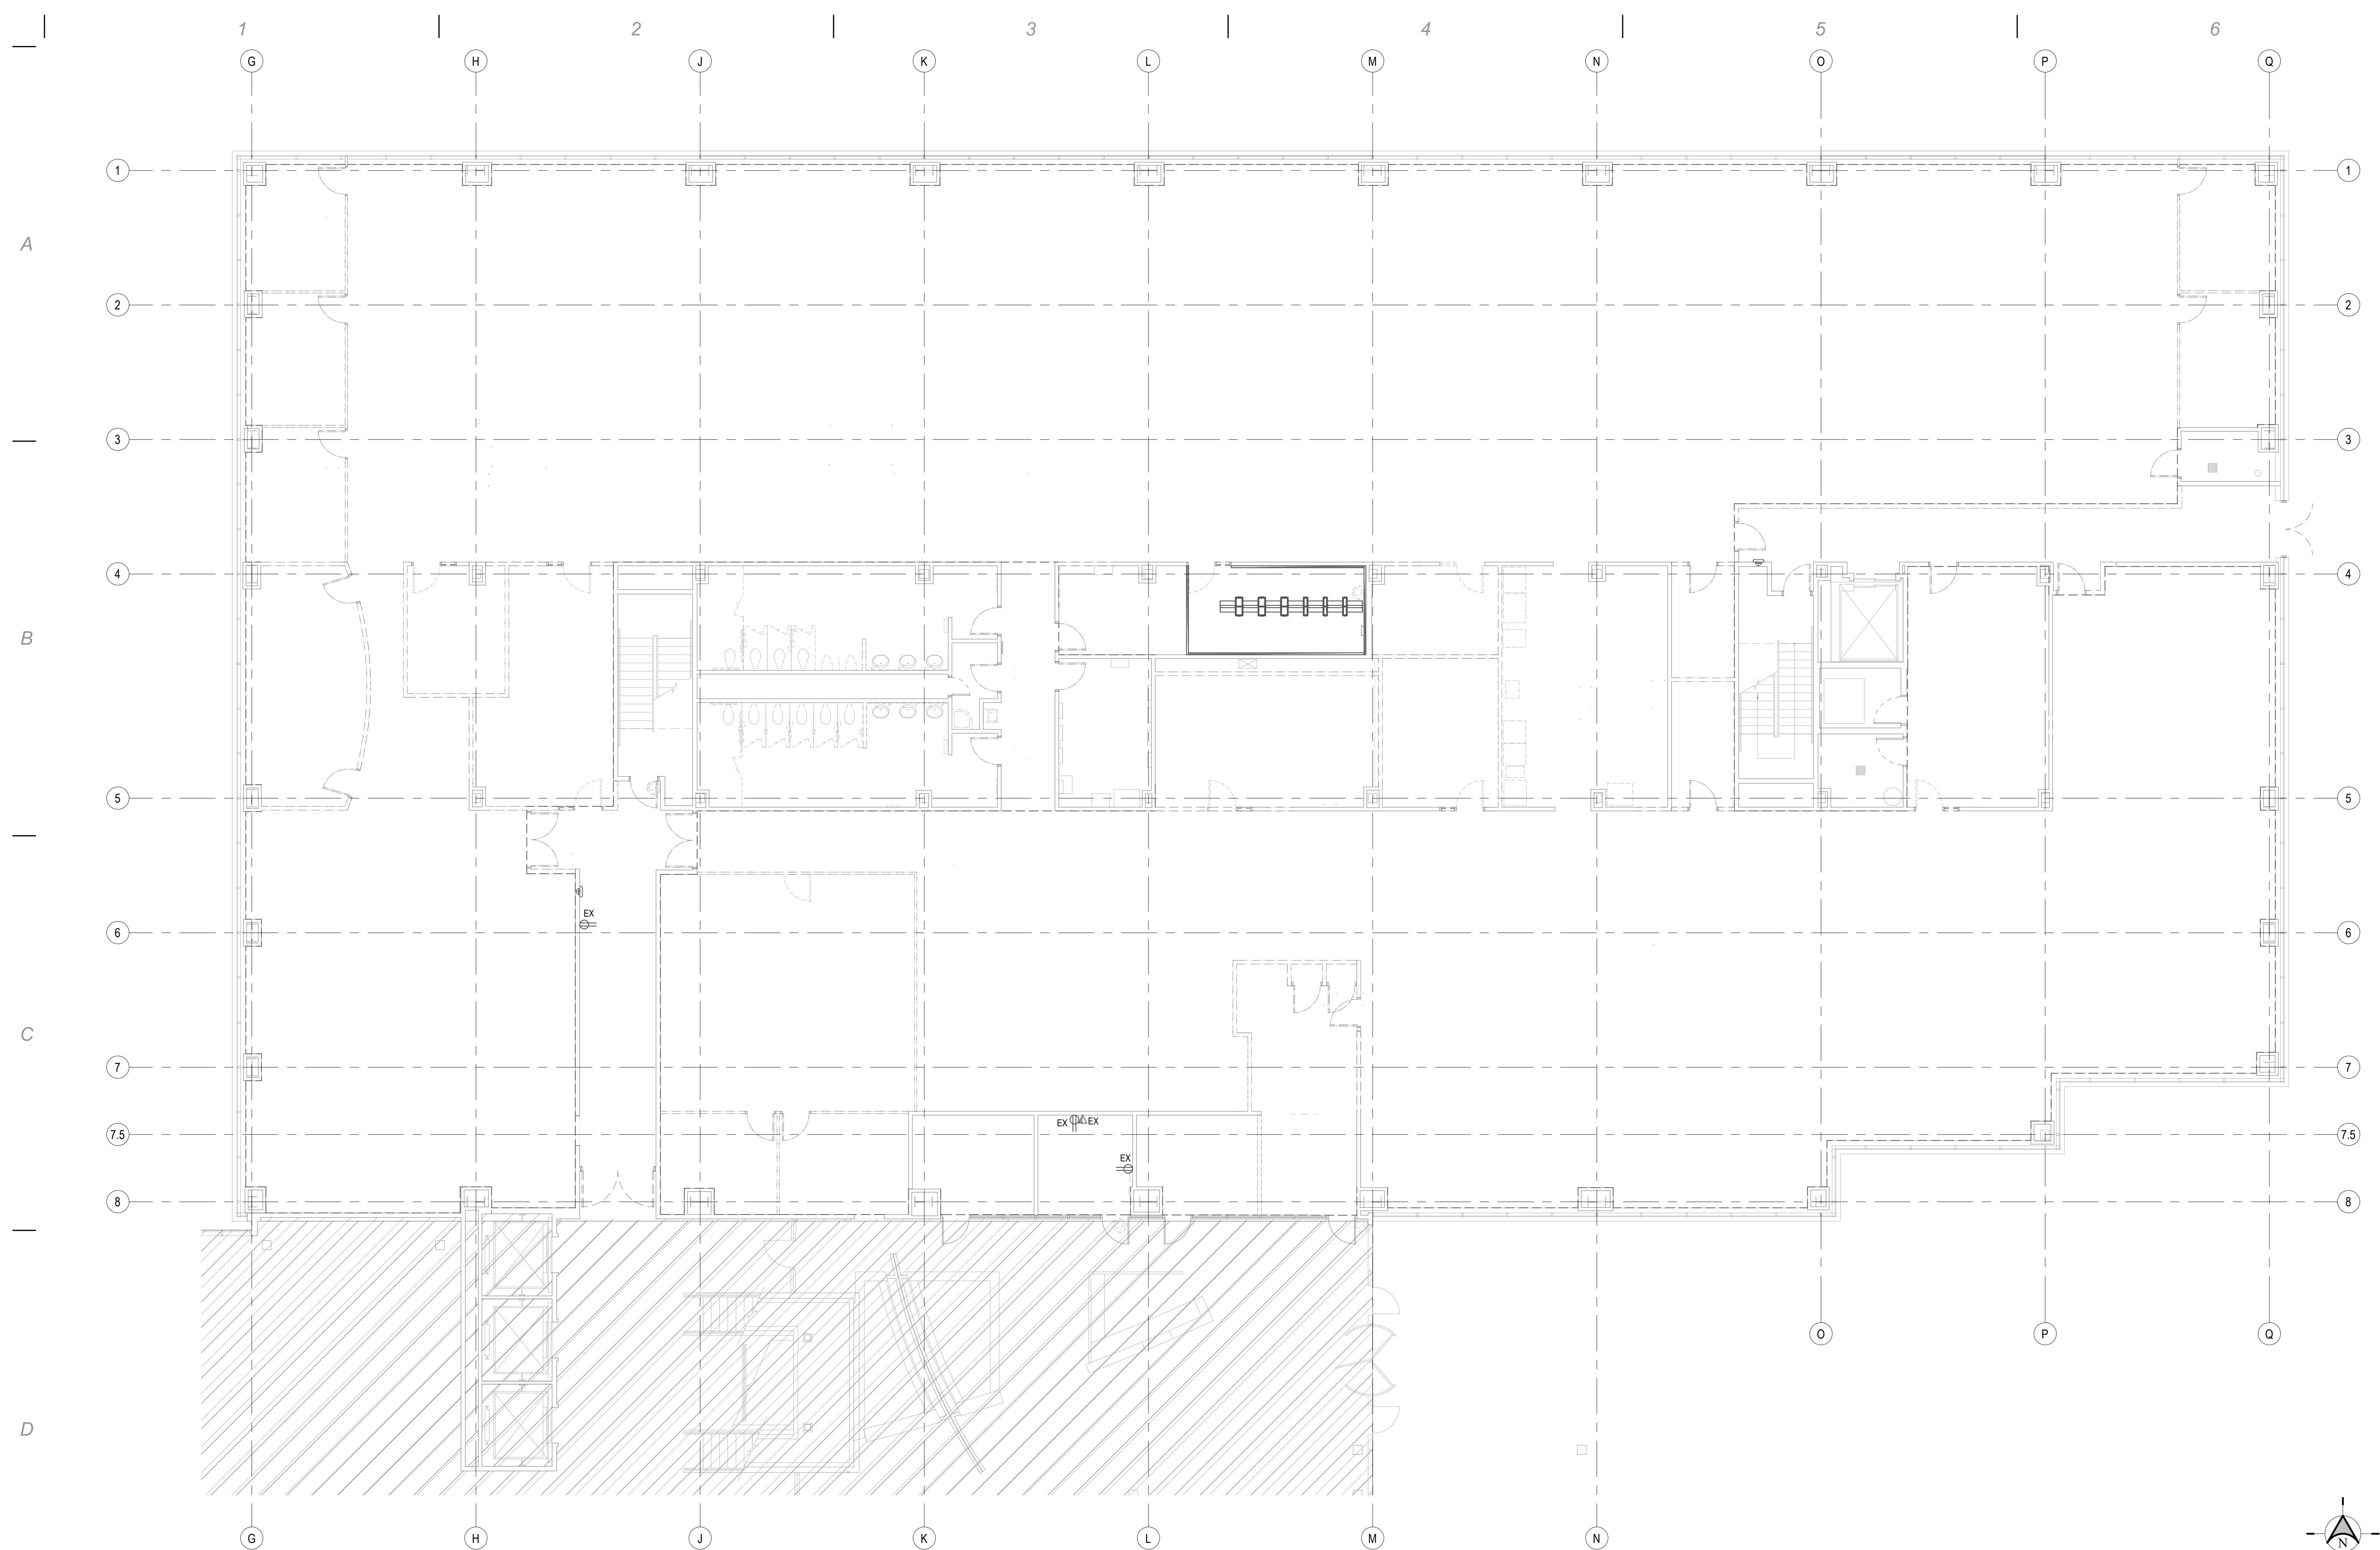 1 2 3 4 5 6
G H J K L M N O P Q
1 1
A
2 2
3 3
4 4
B
5 5
EX
6 6
C
7 7
EX EX
7.5 7.5
EX
8 8
O P Q
D
G H J K L M N
N